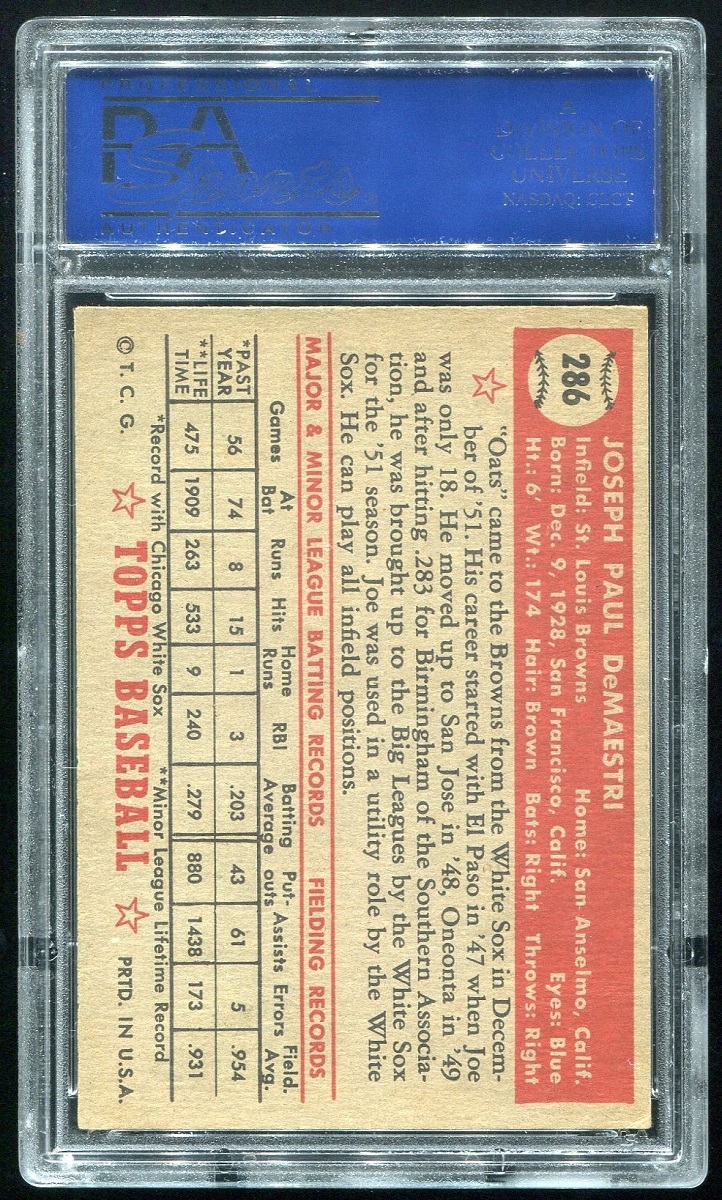 PROFESSIONAL
PSA
Sports
AUTHENTICATOR
A
DIVISION OF
COLLECTORS
UNIVERSE
NASDAQ: CLCT
286
JOSEPH PAUL DeMAESTRI
Infield: St. Louis Browns Home: San Anselmo, Calif.
Born: Dec. 9, 1928, San Francisco, Calif. Eyes: Blue
Ht.: 6' Wt.: 174 Hair: Brown Bats: Right Throws: Right
"Oats" came to the Browns from the White Sox in Decem-
ber of '51. His career started with El Paso in '47 when Joe
was only 18. He moved up to San Jose in '48, Oneonta in '49
and after hitting .283 for Birmingham of the Southern Associa-
tion, he was brought up to the Big Leagues by the White Sox
for the '51 season. Joe was used in a utility role by the White
Sox. He can play all infield positions.
MAJOR & MINOR LEAGUE BATTING RECORDS FIELDING RECORDS
Games At Bat Runs Hits Home Runs RBI Batting Average Put-outs Assists Errors Field. Avg.
*PAST YEAR 56 74 8 15 1 3 .203 43 61 5 .954
**LIFE TIME 475 1909 263 533 9 240 .279 880 1438 173 .931
*Record with Chicago White Sox **Minor League Lifetime Record
© T. C. G. TOPPS BASEBALL PRTD. IN U.S.A.